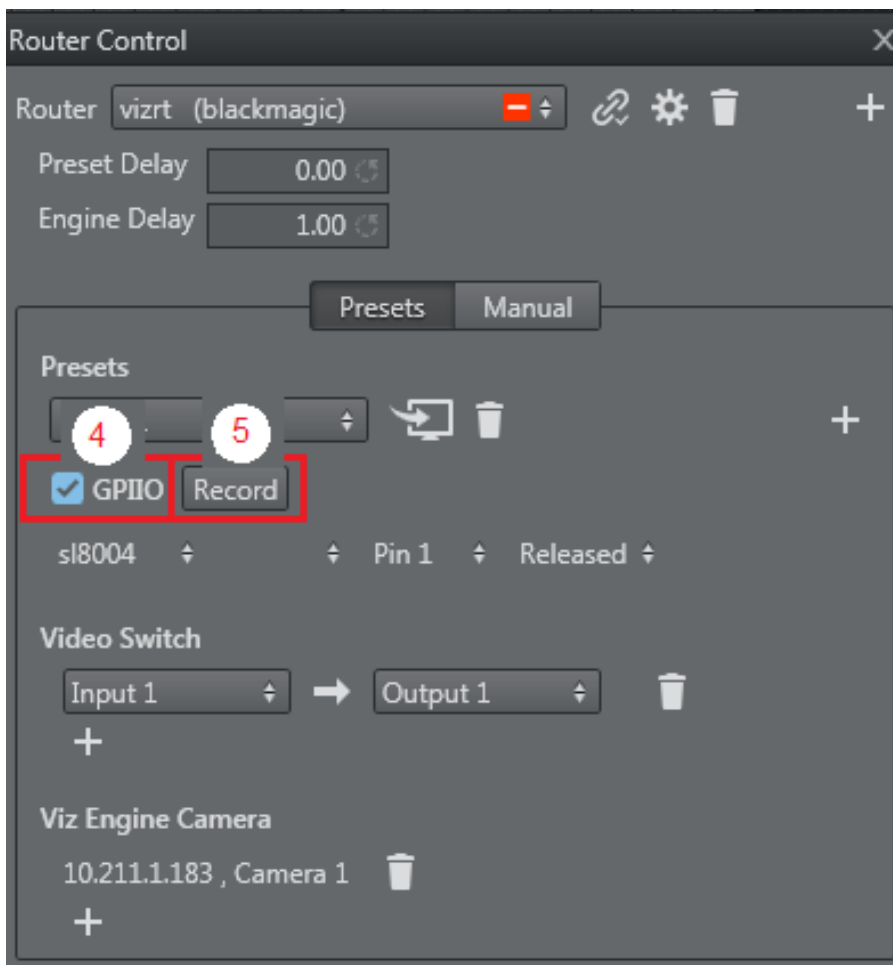 Router Control
Router vizrt (blackmagic)
Preset Delay 0.00
Engine Delay 1.00
Presets Manual
Presets
4 5
GPIIO Record
sl8004 Pin 1 Released
Video Switch
Input 1 Output 1
Viz Engine Camera
10.211.1.183 , Camera 1